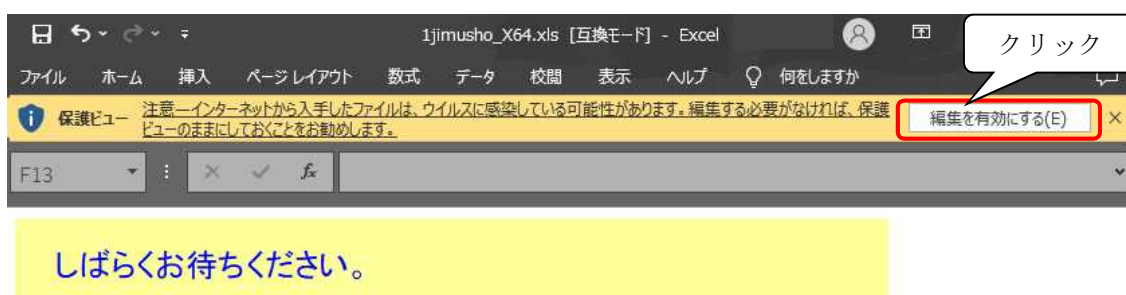 1jimusho_X64.xls [互換モード] - Excel
クリック
ファイル ホーム 挿入 ページ レイアウト 数式 データ 校閲 表示 ヘルプ 何をしますか
保護ビュー 注意—インターネットから入手したファイルは、ウイルスに感染している可能性があります。編集する必要がなければ、保護
ビューのままにしておくことをお勧めします。
編集を有効にする(E)
F13 fx
しばらくお待ちください。